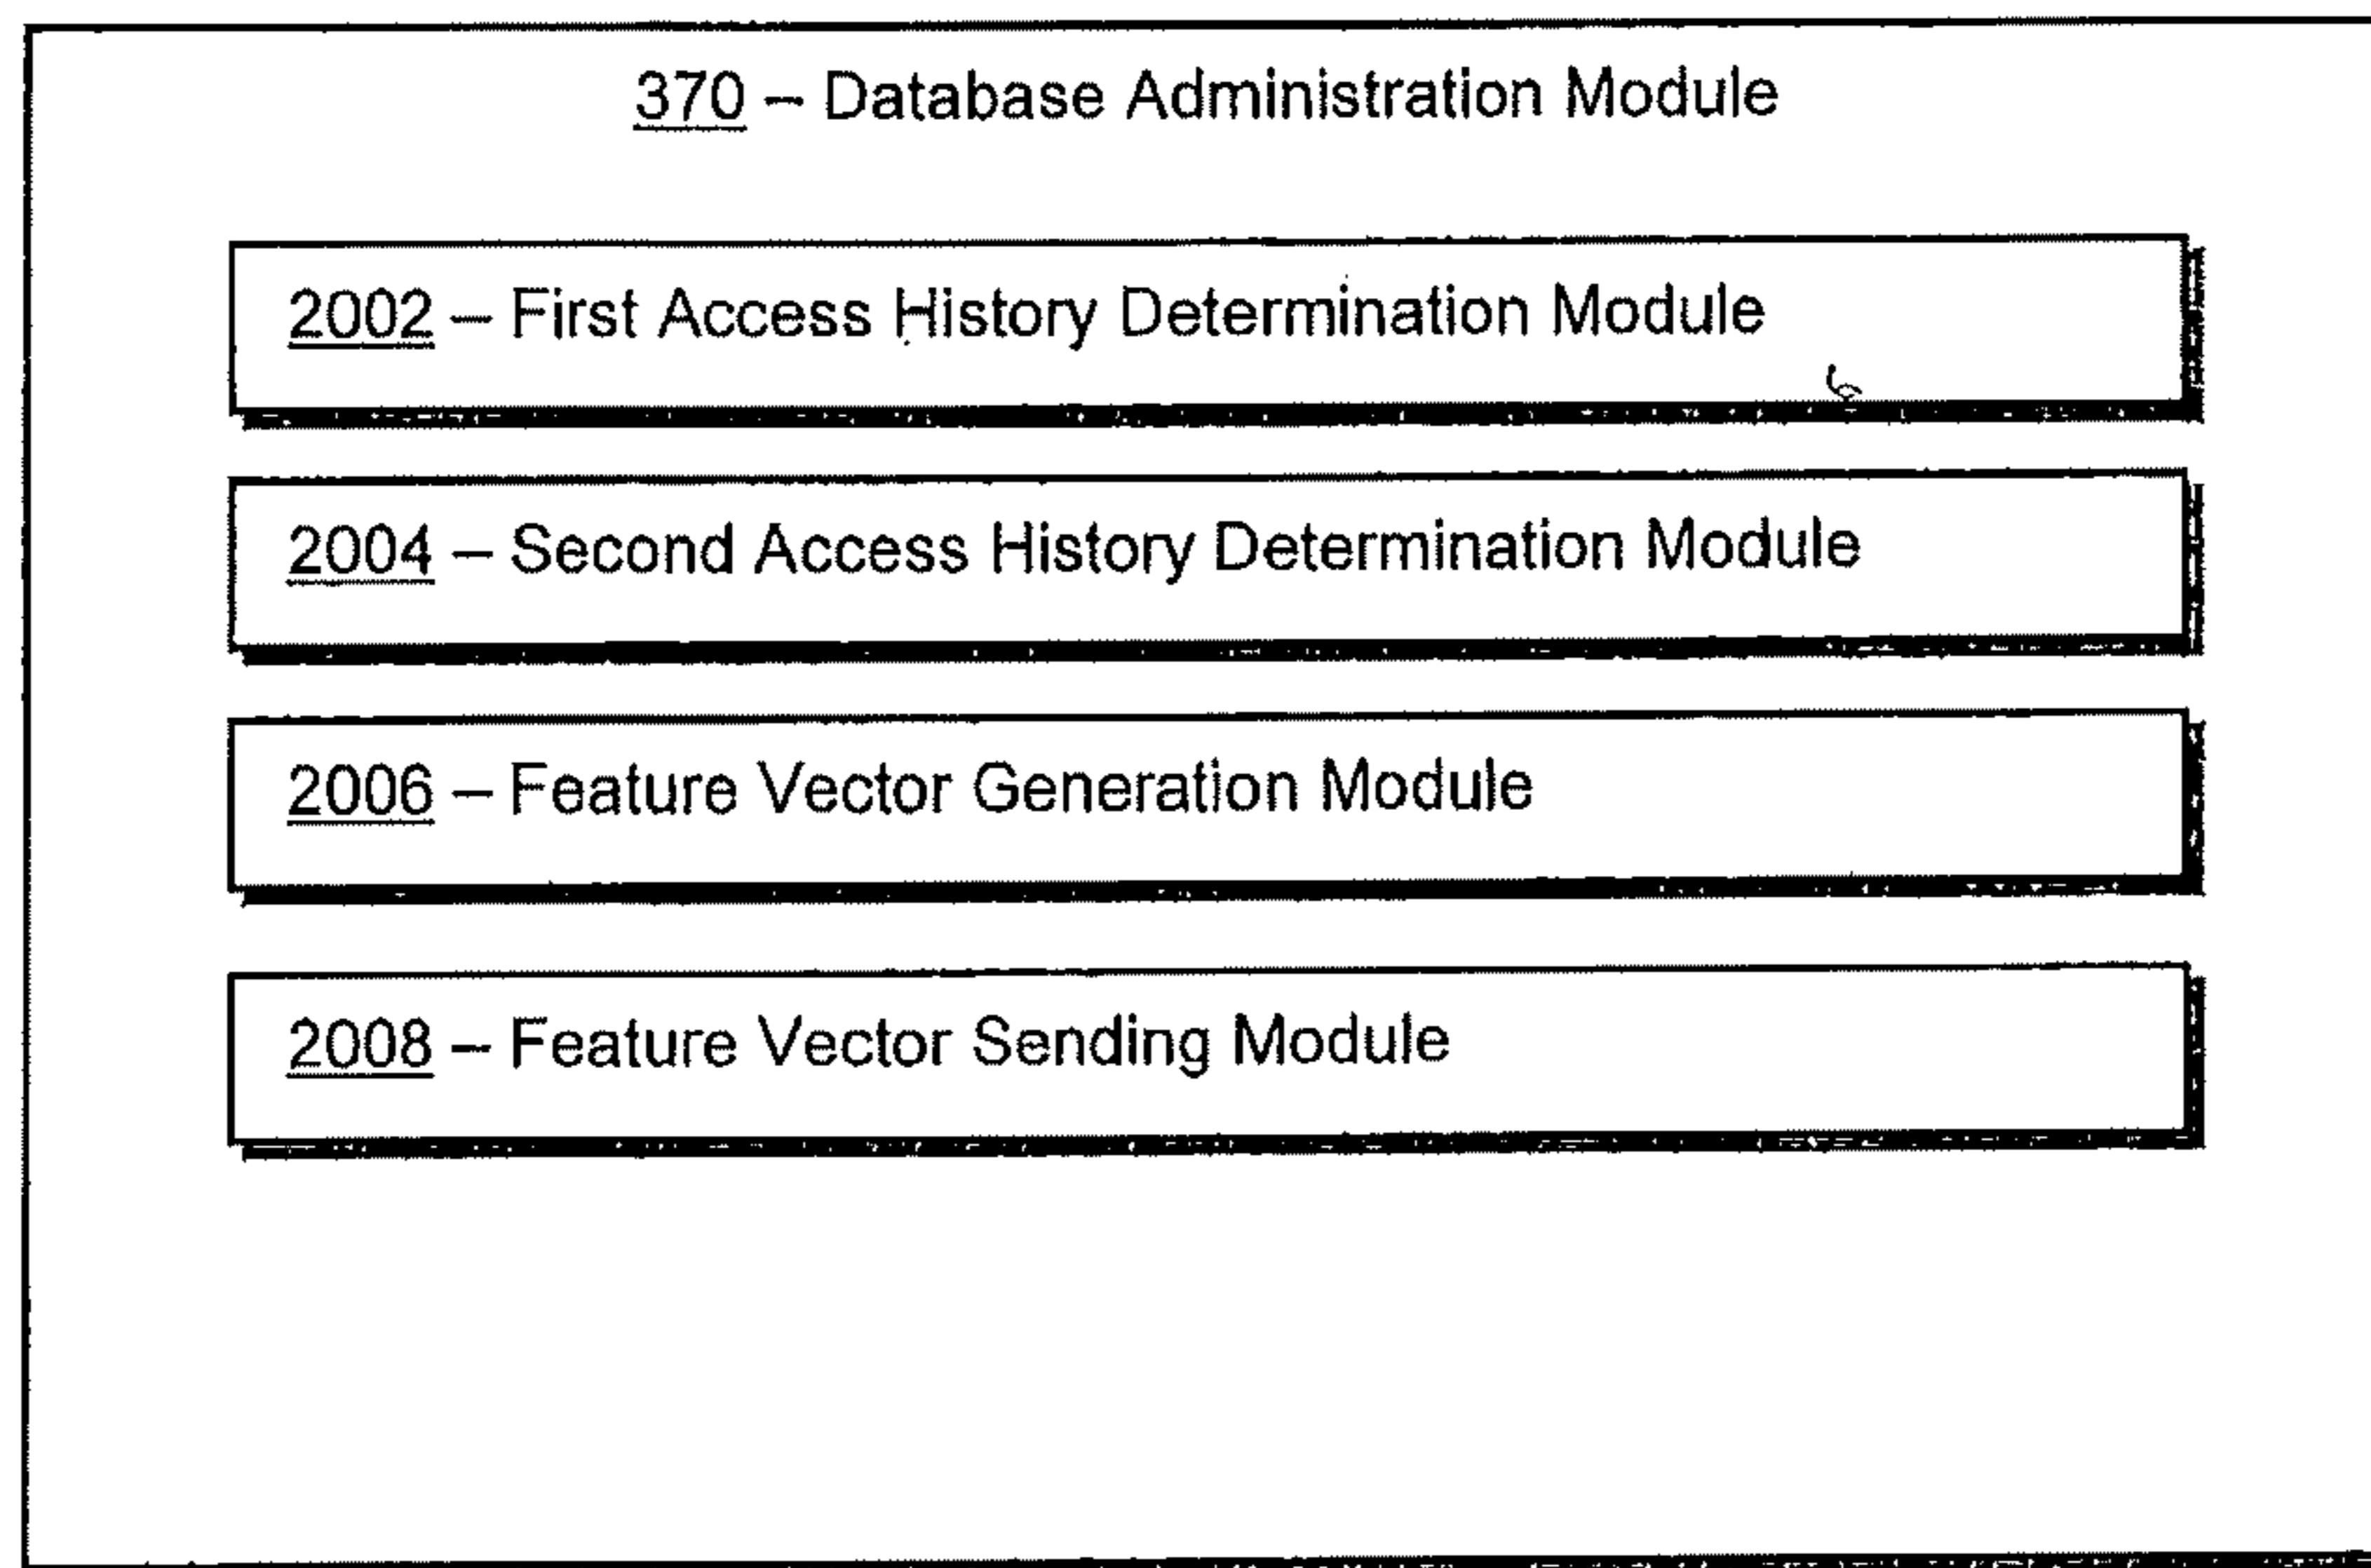 370 – Database Administration Module
2002 – First Access History Determination Module
2004 – Second Access History Determination Module
2006 – Feature Vector Generation Module
2008 – Feature Vector Sending Module